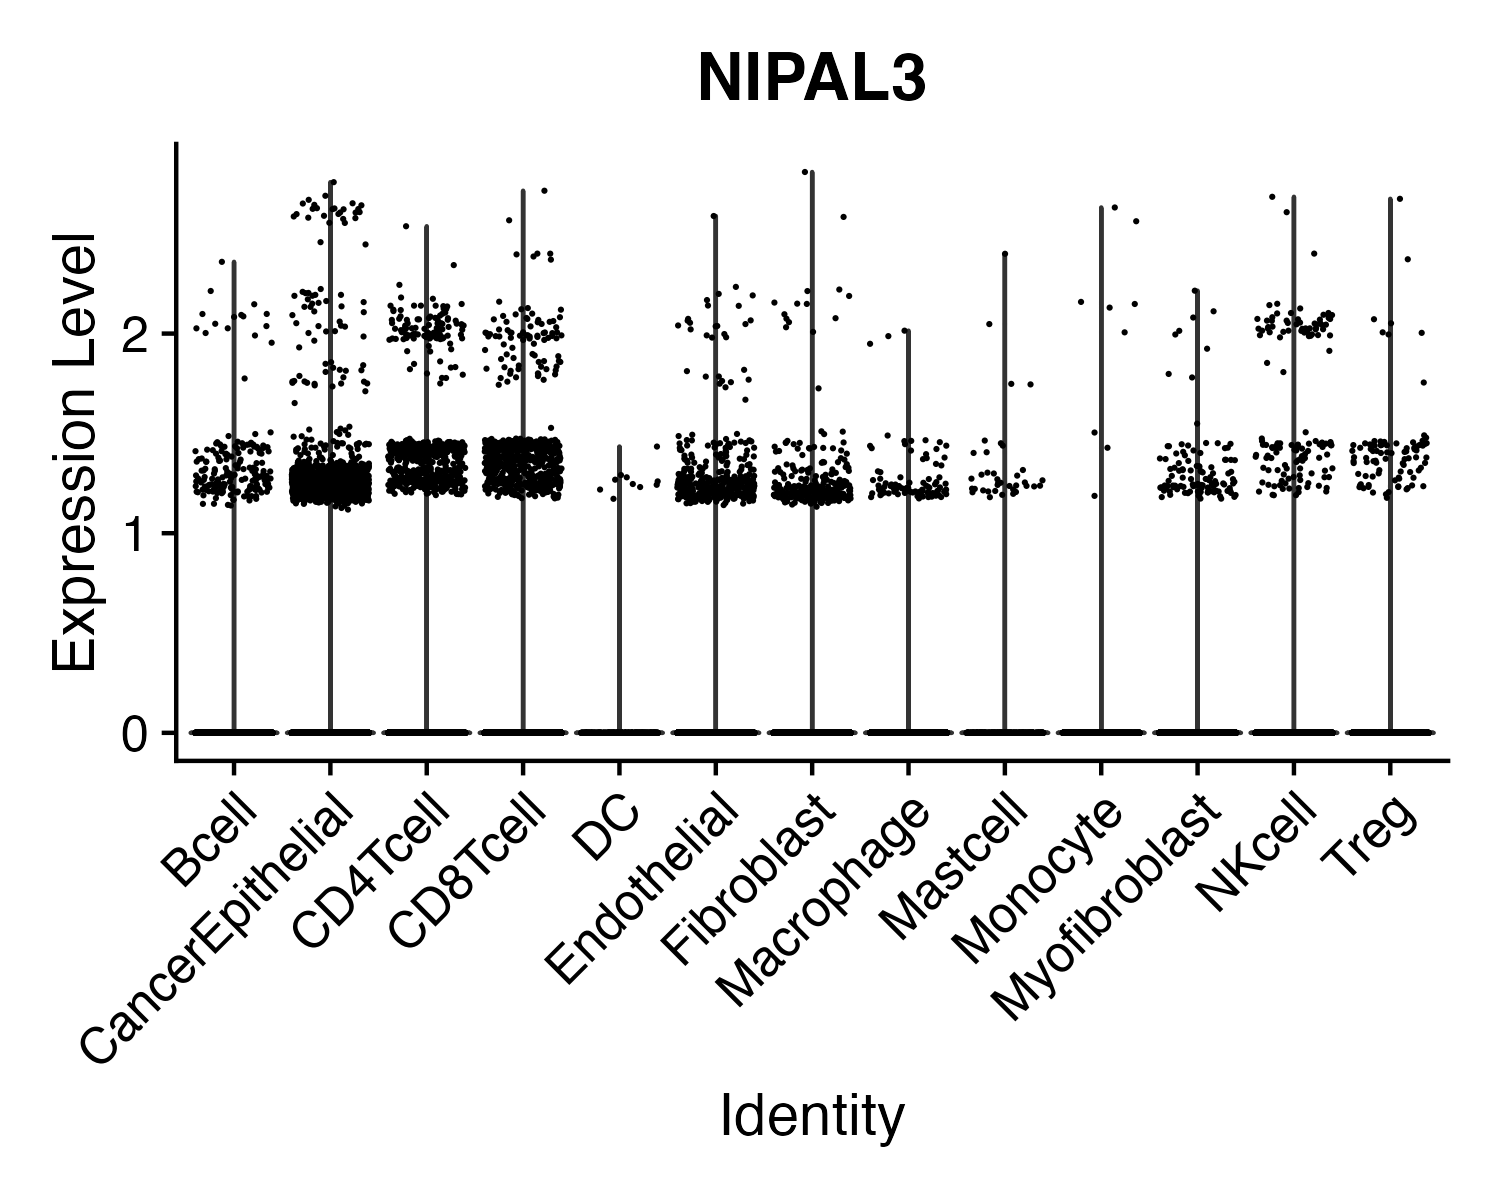 NIPAL3
Expression Level
2
1
0
Bcell
CancerEpithelial
CD4Tcell
CD8Tcell
DC
Endothelial
Fibroblast
Macrophage
Mastcell
Monocyte
Myofibroblast
NKcell
Treg
Identity